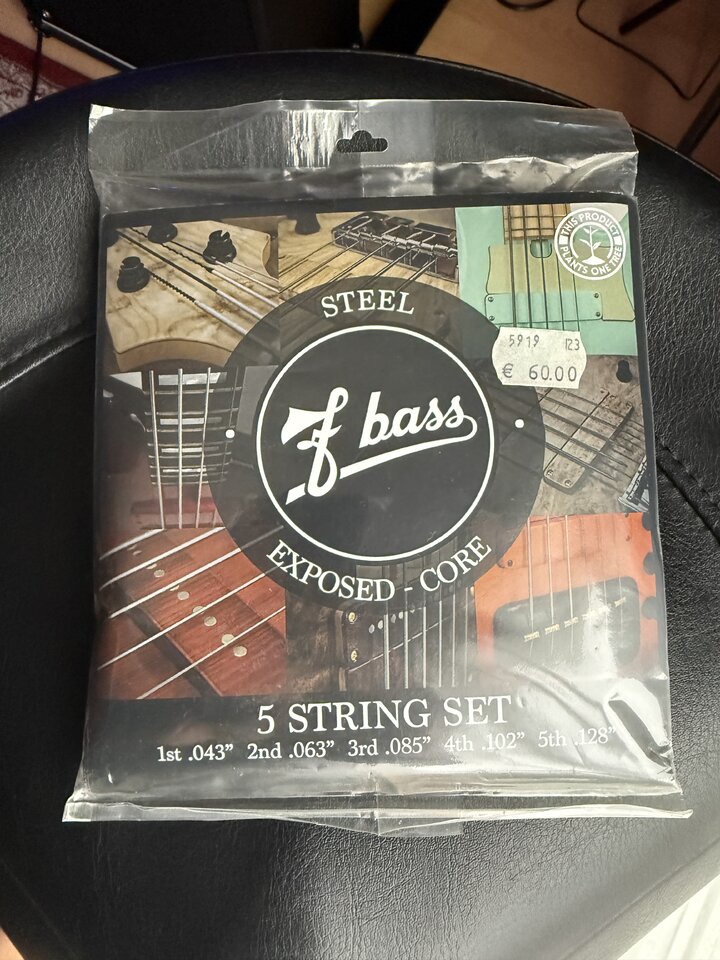 THIS PRODUCT
PLANTS ONE TREE
STEEL
5919 123
€ 60.00
f bass
EXPOSED - CORE
5 STRING SET
1st .043” 2nd .063” 3rd .085” 4th .102” 5th .128”